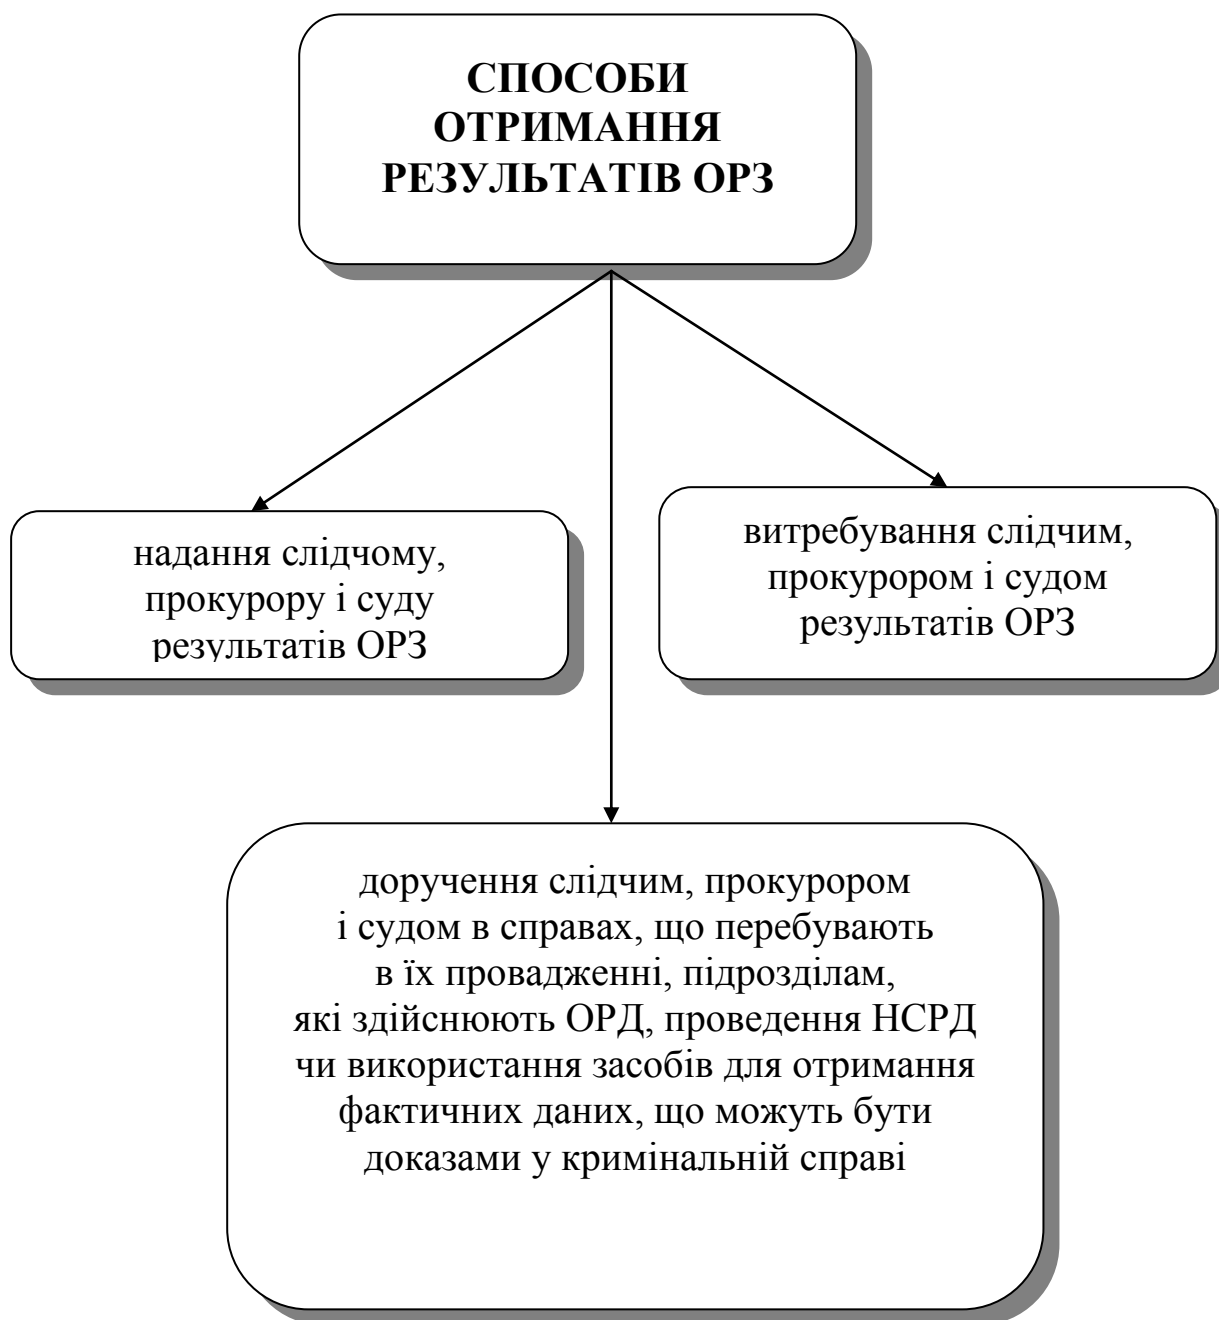 СПОСОБИ
ОТРИМАННЯ
РЕЗУЛЬТАТІВ ОРЗ
надання слідчому,
прокурору і суду
результатів ОРЗ
витребування слідчим,
прокурором і судом
результатів ОРЗ
доручення слідчим, прокурором
і судом в справах, що перебувають
в їх провадженні, підрозділам,
які здійснюють ОРД, проведення НСРД
чи використання засобів для отримання
фактичних даних, що можуть бути
доказами у кримінальній справі